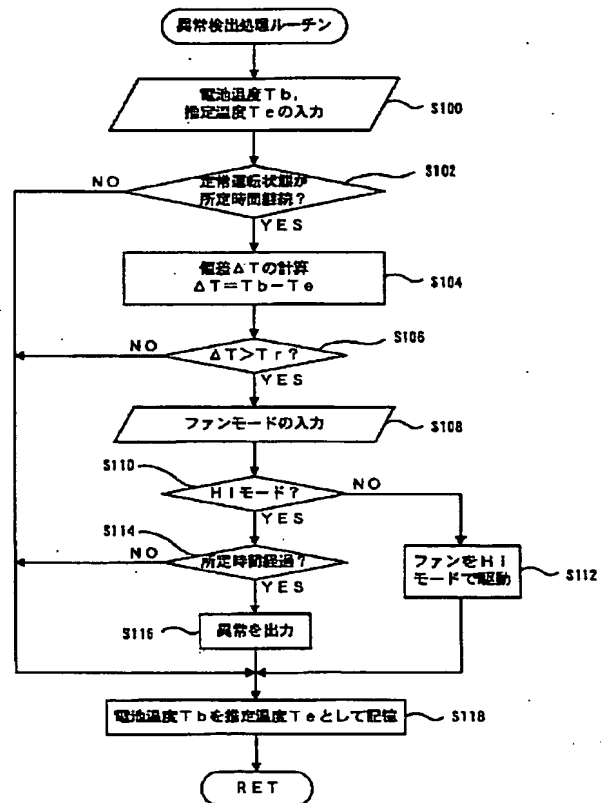 異常検出処理ルーチン
電池温度Ｔｂ，
推定温度Ｔｅの入力
S100
定常運転状態が
所定時間継続？
S102
NO
YES
偏差ΔＴの計算
ΔＴ＝Ｔｂ－Ｔｅ
S104
ΔＴ＞Ｔｒ？
S106
NO
YES
ファンモードの入力
S108
S110
ＨＩモード？
NO
YES
S114
所定時間経過？
NO
YES
ファンをＨＩ
モードで駆動
S112
S116
異常を出力
電池温度Ｔｂを推定温度Ｔｅとして記憶
S118
ＲＥＴ